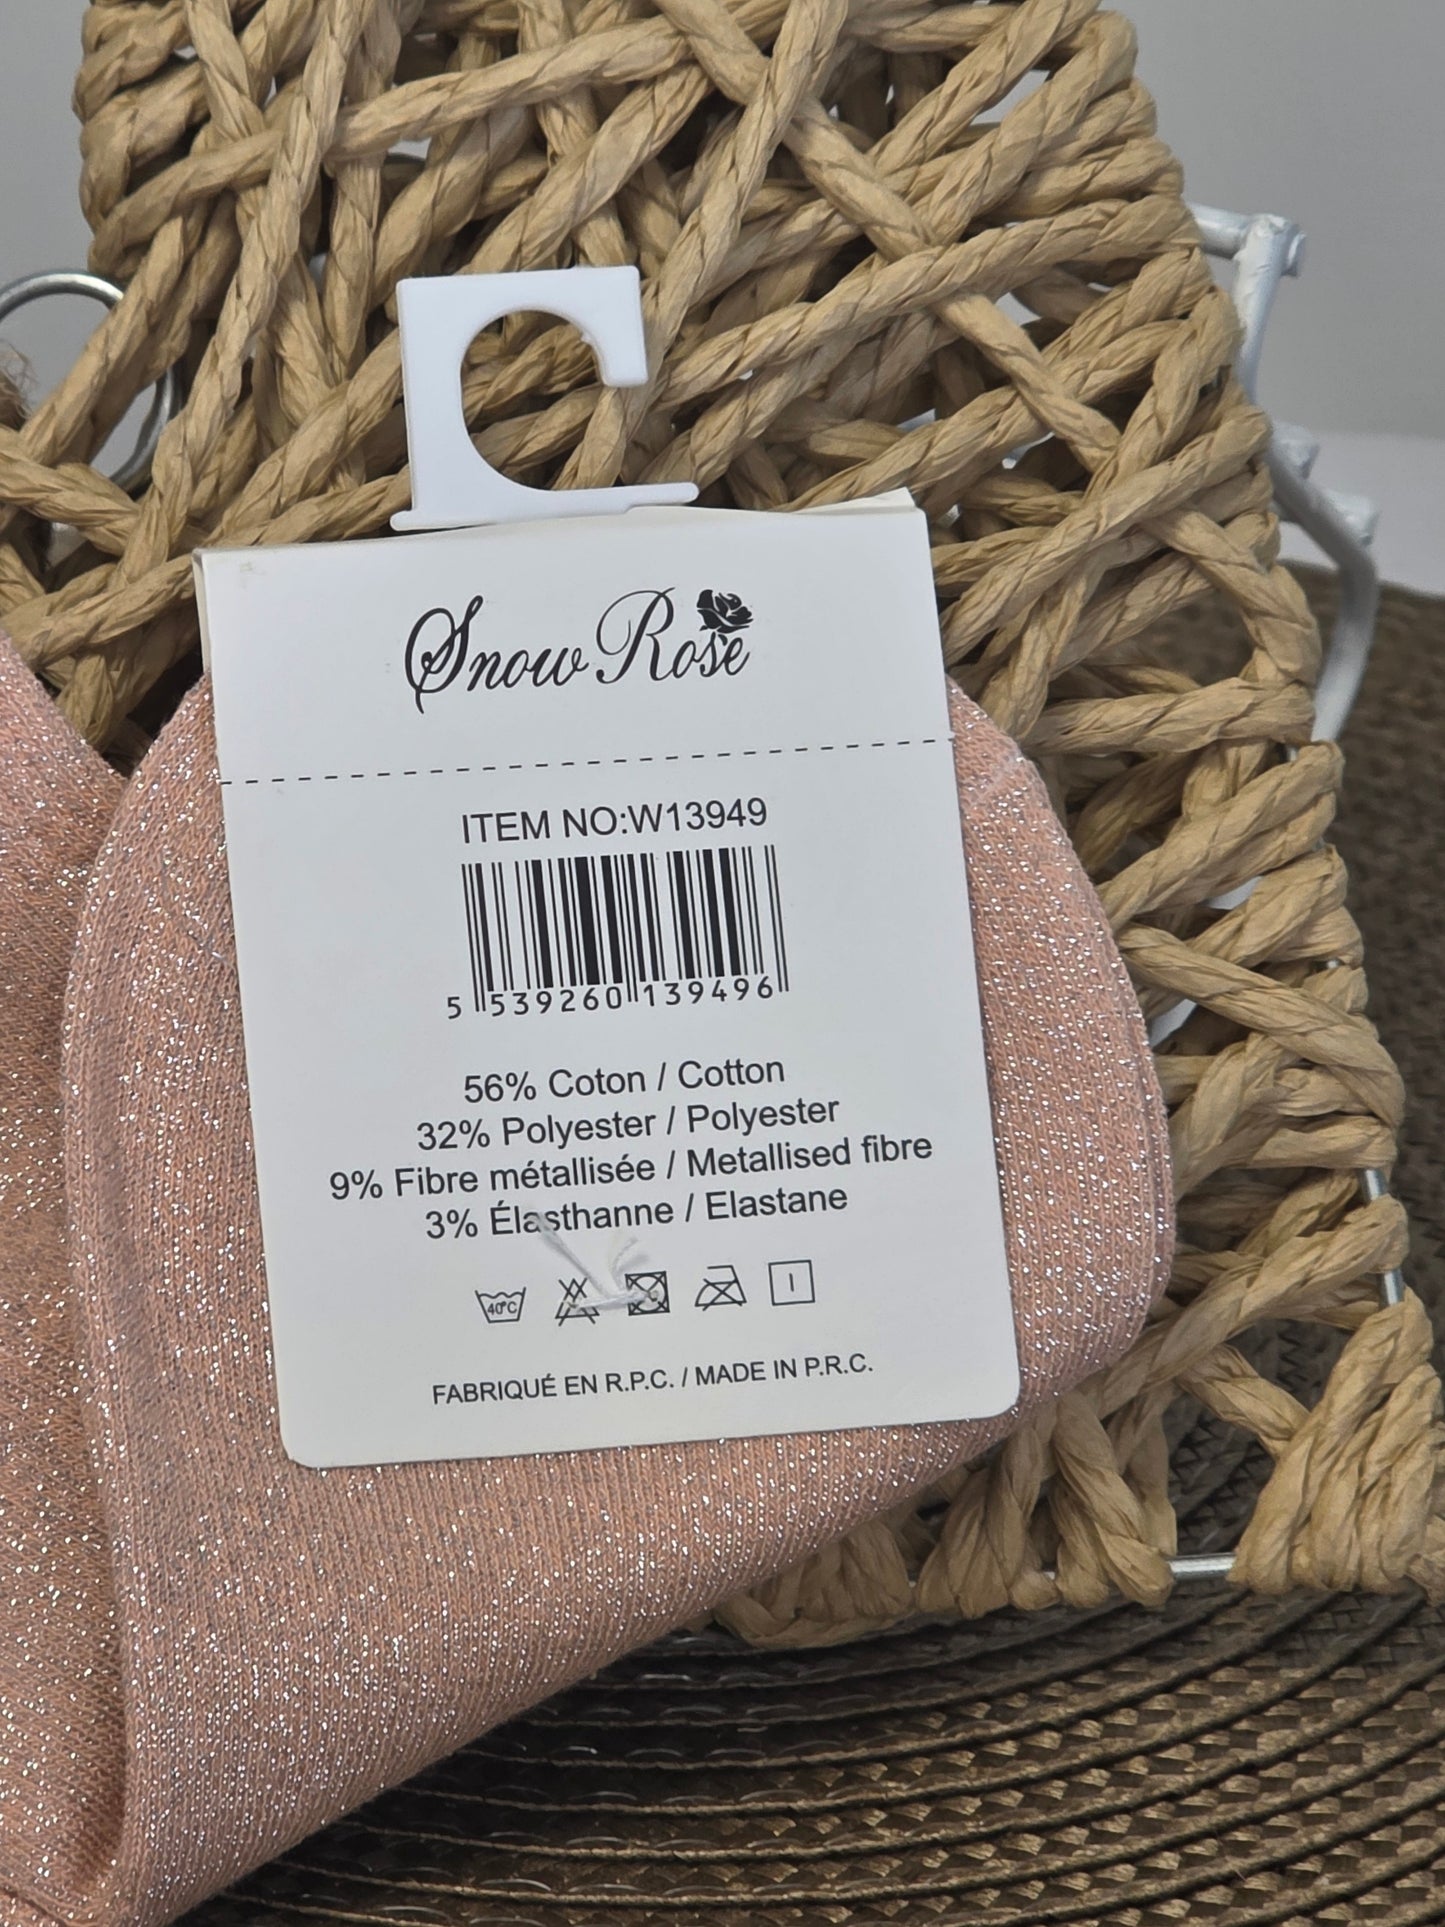 Snow Rose
ITEM NO:W13949
5 539260 139496
56% Coton / Cotton
32% Polyester / Polyester
9% Fibre métallisée / Metallised fibre
3% Élasthanne / Elastane
40°C
FABRIQUÉ EN R.P.C. / MADE IN P.R.C.